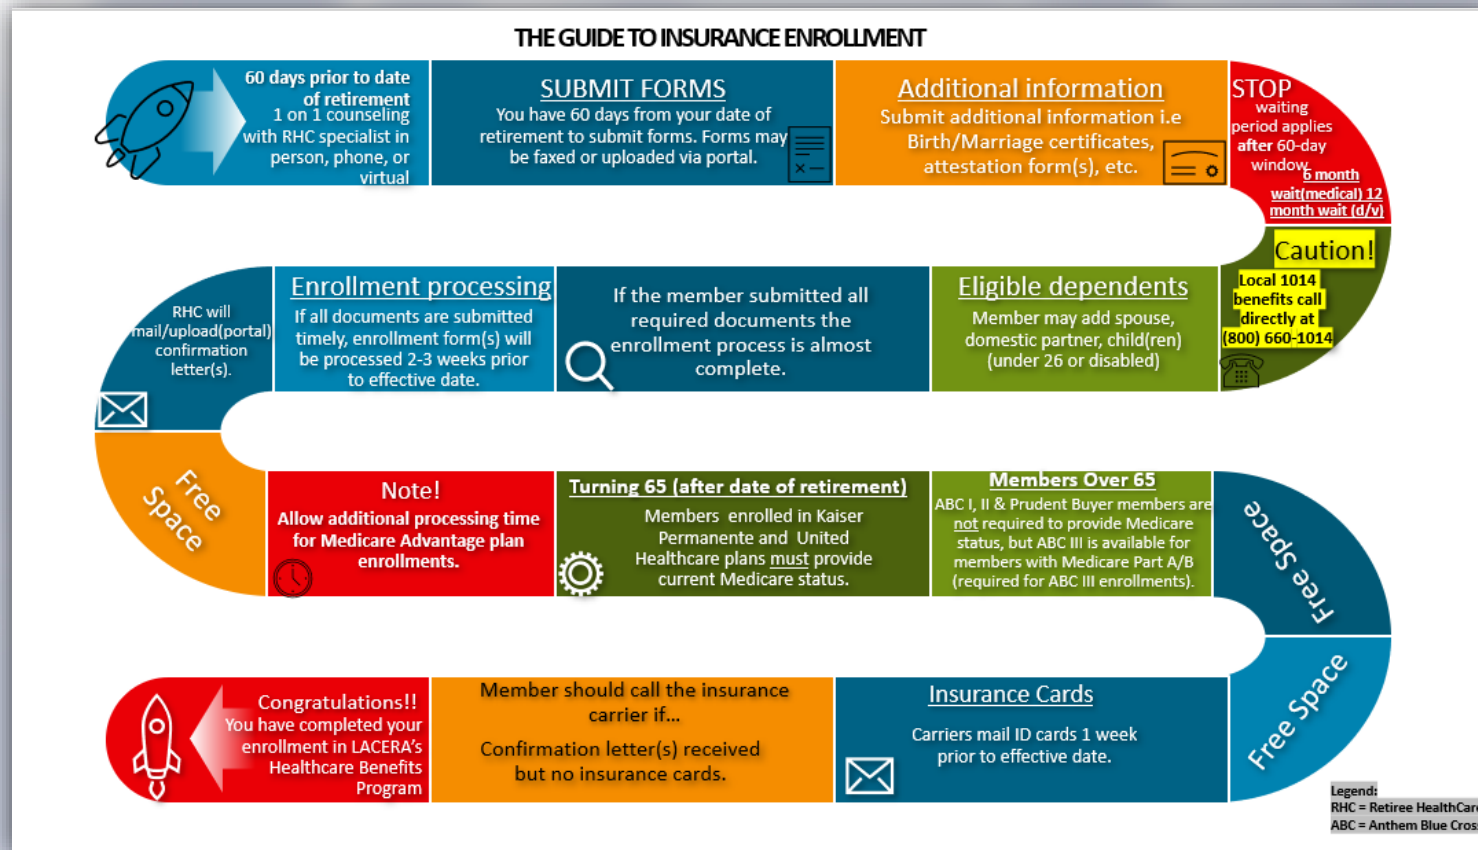 THE GUIDE TO INSURANCE ENROLLMENT
60 days prior to date
of retirement
1 on 1 counseling
with RHC specialist in
person, phone, or
virtual
SUBMIT FORMS
You have 60 days from your date of
retirement to submit forms. Forms may
be faxed or uploaded via portal.
Additional information
Submit additional information i.e
Birth/Marriage certificates,
attestation form(s), etc.
STOP
waiting
period applies
after 60-day
window.
6 month
wait(medical) 12
month wait (d/v)
Caution!
Local 1014
benefits call
directly at
(800) 660-1014
Eligible dependents
Member may add spouse,
domestic partner, child(ren)
(under 26 or disabled)
If the member submitted all
required documents the
enrollment process is almost
complete.
Enrollment processing
If all documents are submitted
timely, enrollment form(s) will
be processed 2-3 weeks prior
to effective date.
RHC will
mail/upload(portal)
confirmation
letter(s).
Free
Space
Note!
Allow additional processing time
for Medicare Advantage plan
enrollments.
Turning 65 (after date of retirement)
Members enrolled in Kaiser
Permanente and United
Healthcare plans must provide
current Medicare status.
Members Over 65
ABC I, II & Prudent Buyer members are
not required to provide Medicare
status, but ABC III is available for
members with Medicare Part A/B
(required for ABC III enrollments).
Free Space
Free Space
Insurance Cards
Carriers mail ID cards 1 week
prior to effective date.
Member should call the insurance
carrier if...
Confirmation letter(s) received
but no insurance cards.
Congratulations!!
You have completed your
enrollment in LACERA's
Healthcare Benefits
Program
Legend:
RHC = Retiree HealthCare
ABC = Anthem Blue Cross